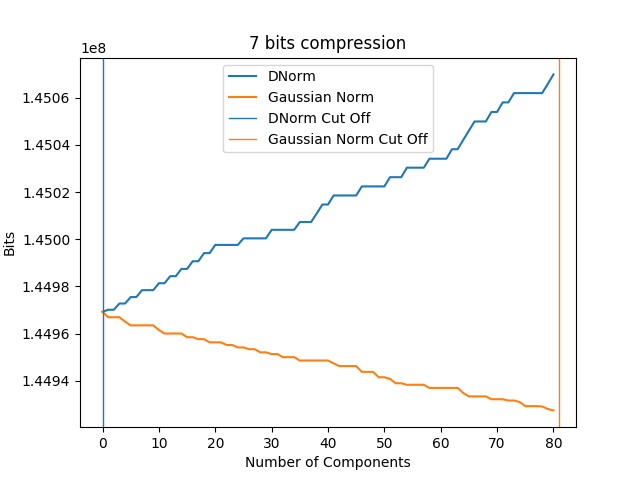 7 bits compression
1e8
DNorm
Gaussian Norm
DNorm Cut Off
Gaussian Norm Cut Off
1.4506
1.4504
1.4502
1.4500
1.4498
1.4496
1.4494
Bits
0 10 20 30 40 50 60 70 80
Number of Components